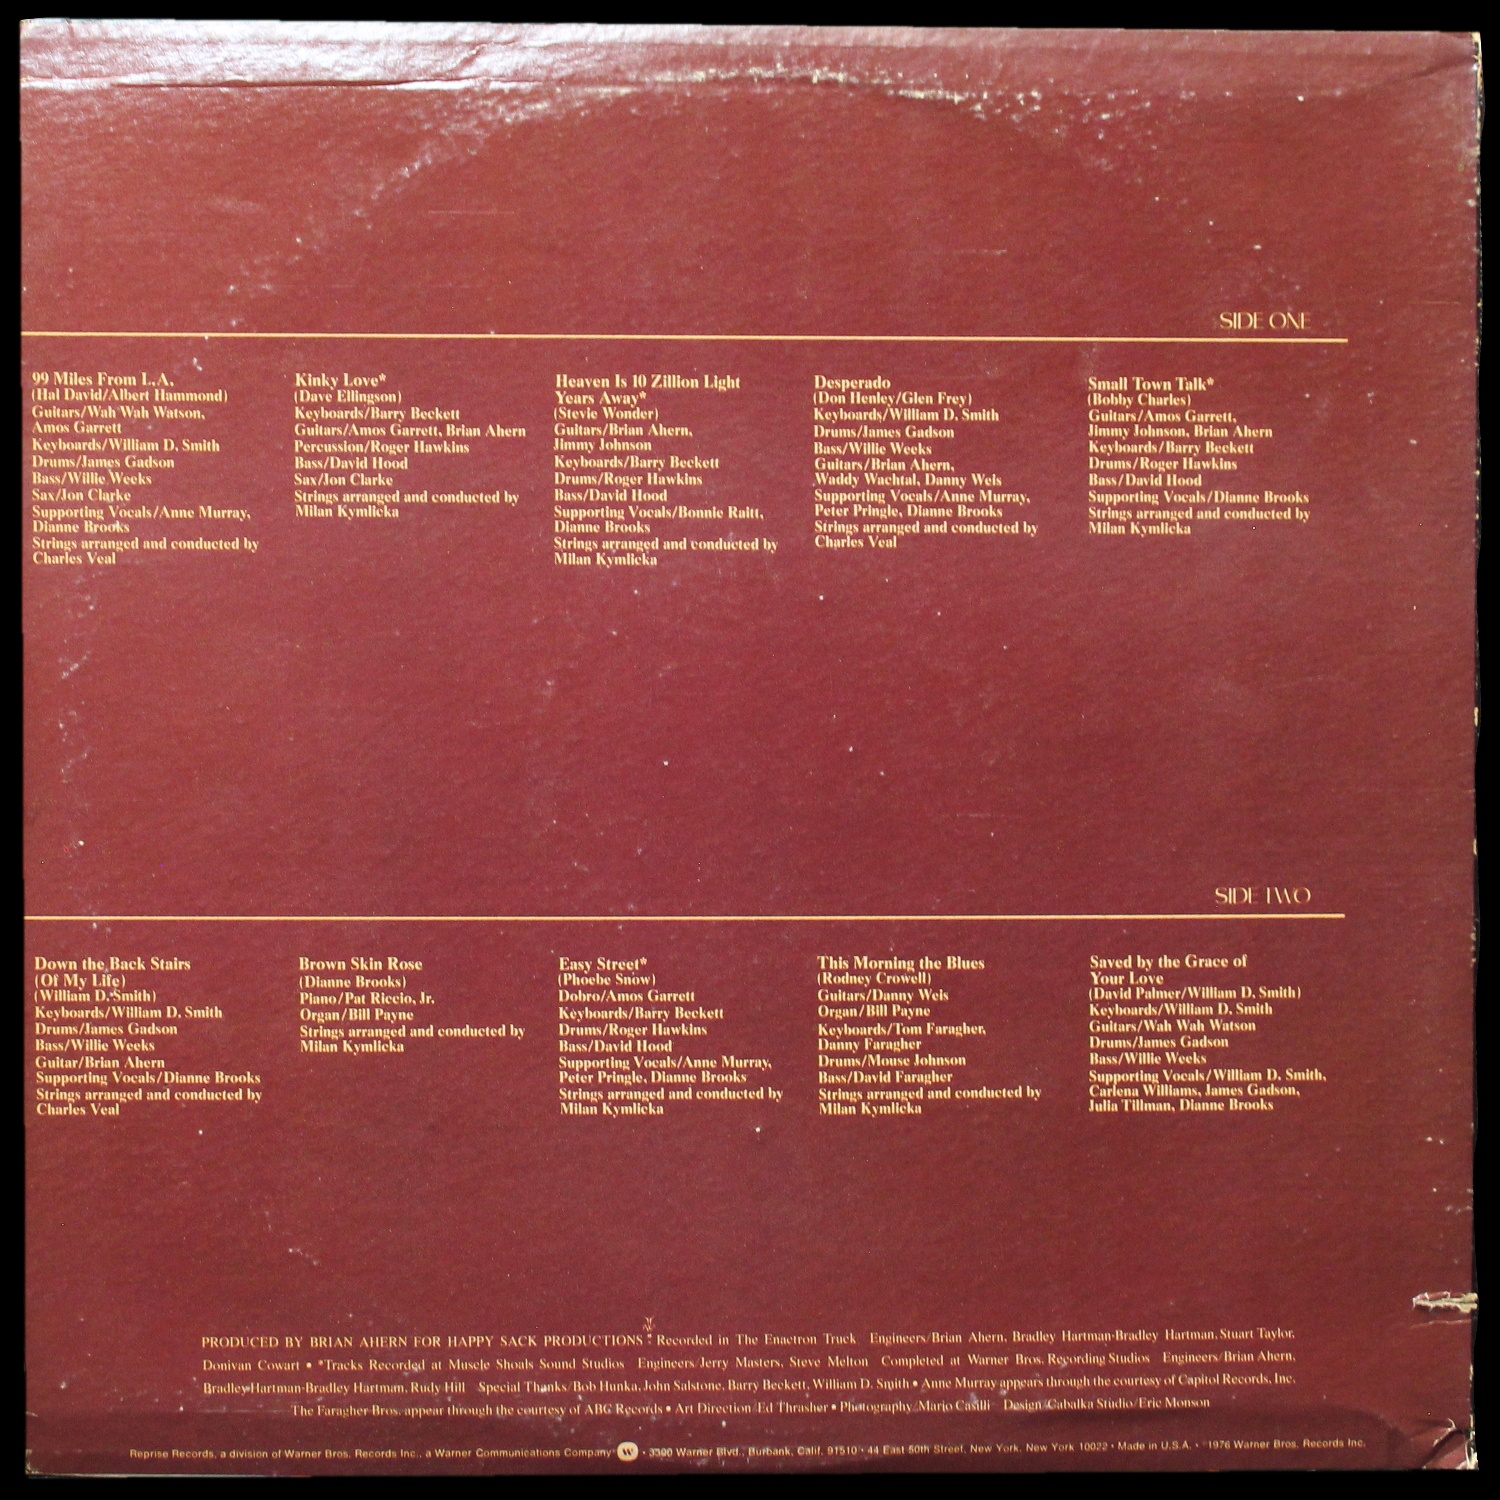 SIDE ONE
99 Miles From L.A.
(Hal David/Albert Hammond)
Guitars/Wah Wah Watson,
Amos Garrett
Keyboards/William D. Smith
Drums/James Gadson
Bass/Willie Weeks
Sax/Jon Clarke
Supporting Vocals/Anne Murray,
Dianne Brooks
Strings arranged and conducted by
Charles Veal
Kinky Love*
(Dave Ellingson)
Keyboards/Barry Beckett
Guitars/Amos Garrett, Brian Ahern
Percussion/Roger Hawkins
Bass/David Hood
Sax/Jon Clarke
Strings arranged and conducted by
Milan Kymlicka
Heaven Is 10 Zillion Light
Years Away*
(Stevie Wonder)
Guitars/Brian Ahern,
Jimmy Johnson
Keyboards/Barry Beckett
Drums/Roger Hawkins
Bass/David Hood
Supporting Vocals/Bonnie Raitt,
Dianne Brooks
Strings arranged and conducted by
Milan Kymlicka
Desperado
(Don Henley/Glen Frey)
Keyboards/William D. Smith
Drums/James Gadson
Bass/Willie Weeks
Guitars/Brian Ahern,
Waddy Wachtal, Danny Weis
Supporting Vocals/Anne Murray,
Peter Pringle, Dianne Brooks
Strings arranged and conducted by
Charles Veal
Small Town Talk*
(Bobby Charles)
Guitars/Amos Garrett,
Jimmy Johnson, Brian Ahern
Keyboards/Barry Beckett
Drums/Roger Hawkins
Bass/David Hood
Supporting Vocals/Dianne Brooks
Strings arranged and conducted by
Milan Kymlicka
SIDE TWO
Down the Back Stairs
(Of My Life)
(William D. Smith)
Keyboards/William D. Smith
Drums/James Gadson
Bass/Willie Weeks
Guitar/Brian Ahern
Supporting Vocals/Dianne Brooks
Strings arranged and conducted by
Charles Veal
Brown Skin Rose
(Dianne Brooks)
Piano/Pat Riccio, Jr.
Organ/Bill Payne
Strings arranged and conducted by
Milan Kymlicka
Easy Street*
(Phoebe Snow)
Dobro/Amos Garrett
Keyboards/Barry Beckett
Drums/Roger Hawkins
Bass/David Hood
Supporting Vocals/Anne Murray,
Peter Pringle, Dianne Brooks
Strings arranged and conducted by
Milan Kymlicka
This Morning the Blues
(Rodney Crowell)
Guitars/Danny Weis
Organ/Bill Payne
Keyboards/Tom Faragher,
Danny Faragher
Drums/Mouse Johnson
Bass/David Faragher
Strings arranged and conducted by
Milan Kymlicka
Saved by the Grace of
Your Love
(David Palmer/William D. Smith)
Keyboards/William D. Smith
Guitars/Wah Wah Watson
Drums/James Gadson
Bass/Willie Weeks
Supporting Vocals/William D. Smith,
Carlena Williams, James Gadson,
Julia Tillman, Dianne Brooks
PRODUCED BY BRIAN AHERN FOR HAPPY SACK PRODUCTIONS • Recorded in The Enactron Truck Engineers/Brian Ahern, Bradley Hartman-Bradley Hartman, Stuart Taylor,
Donivan Cowart • *Tracks Recorded at Muscle Shoals Sound Studios Engineers/Jerry Masters, Steve Melton Completed at Warner Bros. Recording Studios Engineers/Brian Ahern,
Bradley Hartman-Bradley Hartman, Rudy Hill Special Thanks/Bob Hunka, John Salstone, Barry Beckett, William D. Smith • Anne Murray appears through the courtesy of Capitol Records, Inc.
The Faragher Bros. appear through the courtesy of ABC Records • Art Direction/Ed Thrasher • Photography/Mario Casilli Design/Cabalka Studio/Eric Monson
Reprise Records, a division of Warner Bros. Records Inc., a Warner Communications Company W • 3300 Warner Blvd., Burbank, Calif. 91510 • 44 East 50th Street, New York, New York 10022 • Made in U.S.A. • 1976 Warner Bros. Records Inc.